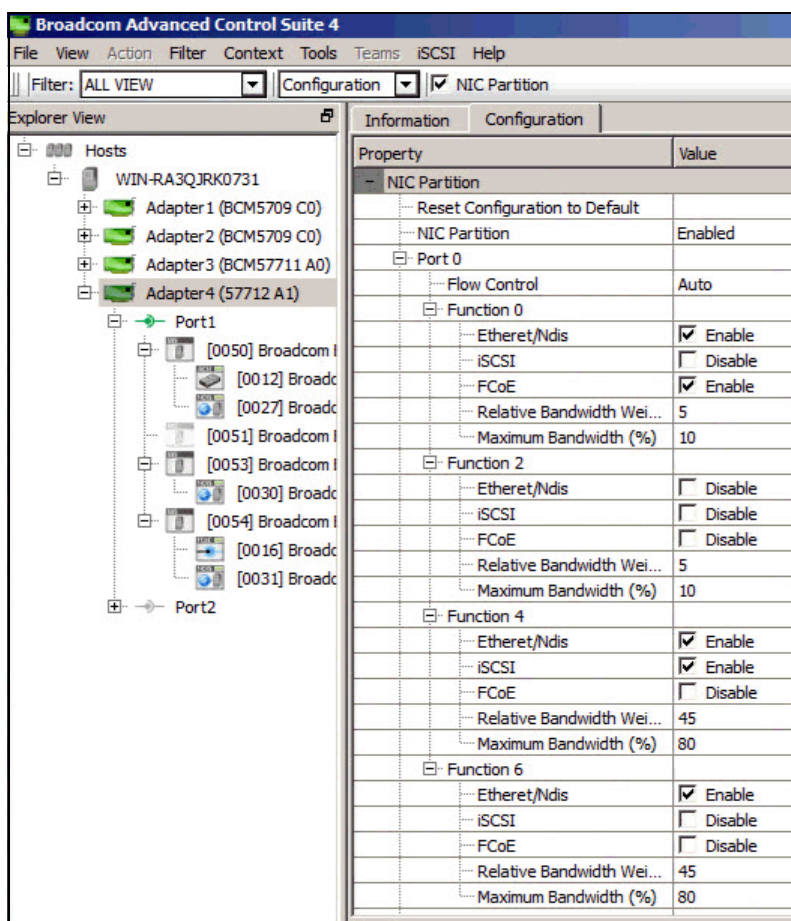 Broadcom Advanced Control Suite 4
File View Action Filter Context Tools Teams iSCSI Help
Filter: ALL VIEW Configuration NIC Partition
Explorer View
Hosts
WIN-RA3QJRK0731
Adapter1 (BCM5709 C0)
Adapter2 (BCM5709 C0)
Adapter3 (BCM57711 A0)
Adapter4 (57712 A1)
Port1
[0050] Broadcom
[0012] Broadc
[0027] Broadc
[0051] Broadcom
[0053] Broadcom
[0030] Broadc
[0054] Broadcom
[0016] Broadc
[0031] Broadc
Port2
Information Configuration
Property Value
NIC Partition
Reset Configuration to Default
NIC Partition Enabled
Port 0
Flow Control Auto
Function 0
Etheret/Ndis Enable
iSCSI Disable
FCoE Enable
Relative Bandwidth Wei... 5
Maximum Bandwidth (%) 10
Function 2
Etheret/Ndis Disable
iSCSI Disable
FCoE Disable
Relative Bandwidth Wei... 5
Maximum Bandwidth (%) 10
Function 4
Etheret/Ndis Enable
iSCSI Enable
FCoE Disable
Relative Bandwidth Wei... 45
Maximum Bandwidth (%) 80
Function 6
Etheret/Ndis Enable
iSCSI Disable
FCoE Disable
Relative Bandwidth Wei... 45
Maximum Bandwidth (%) 80